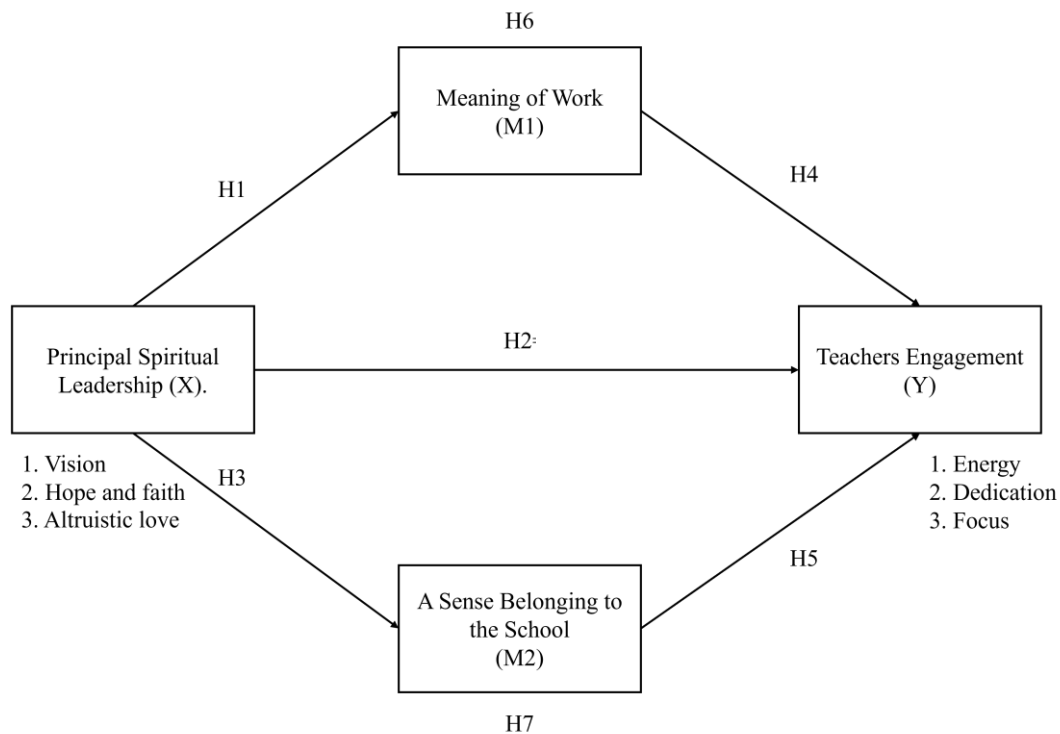 H6
Meaning of Work
(M1)
H1
H4
Principal Spiritual
Leadership (X).
H2:
Teachers Engagement
(Y)
1. Vision
2. Hope and faith
3. Altruistic love
H3
1. Energy
2. Dedication
3. Focus
H5
A Sense Belonging to
the School
(M2)
H7